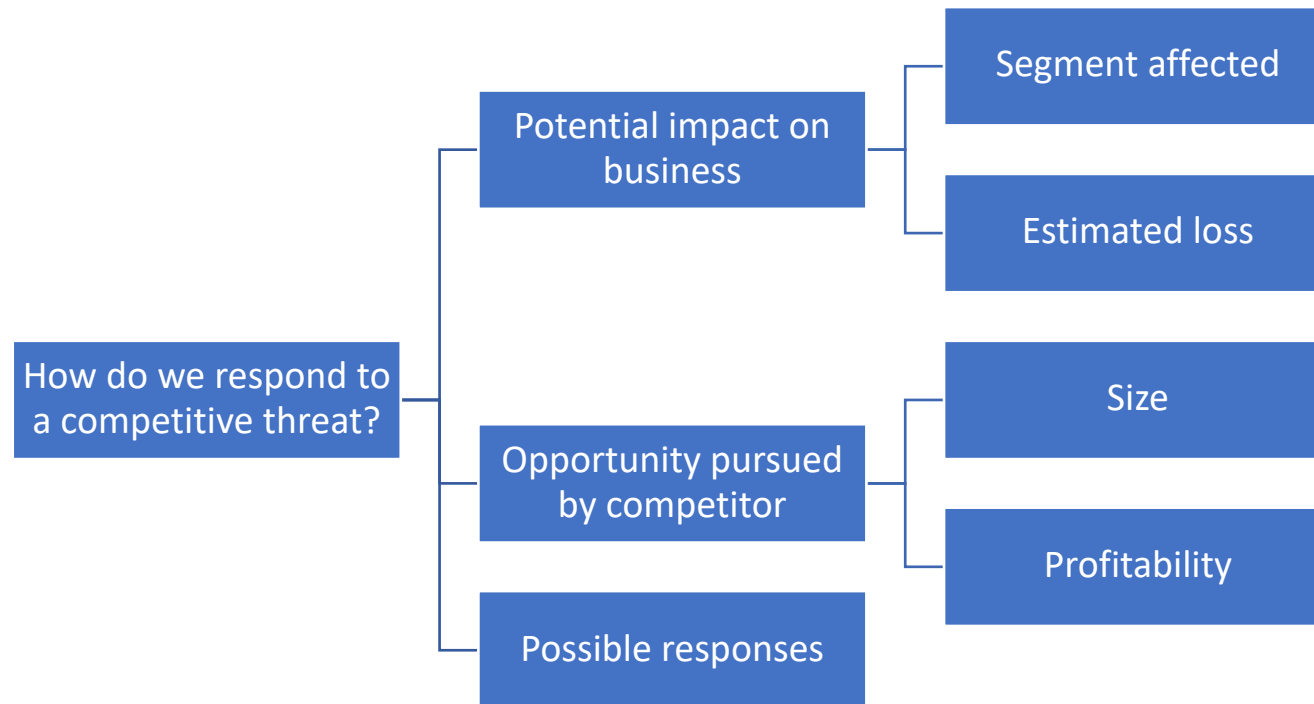 How do we respond to
a competitive threat?
Potential impact on
business
Segment affected
Estimated loss
Opportunity pursued
by competitor
Size
Profitability
Possible responses